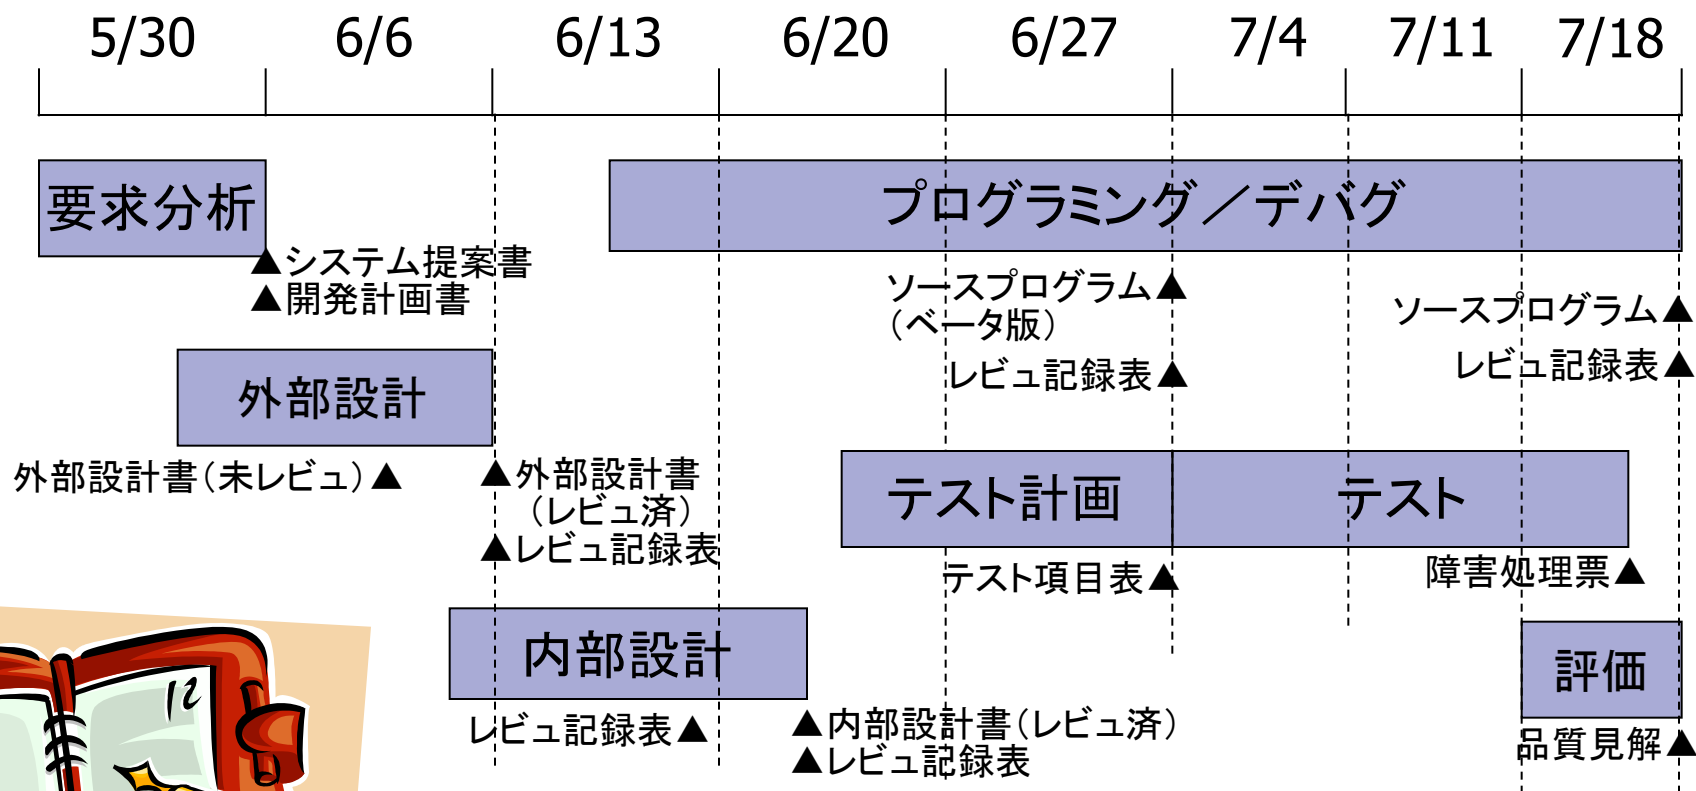 5/30 6/6 6/13 6/20 6/27 7/4 7/11 7/18
要求分析
プログラミング／デバグ
▲システム提案書
▲開発計画書
ソースプログラム▲
（ベータ版）
レビュ記録表▲
ソースプログラム▲
レビュ記録表▲
外部設計
外部設計書（未レビュ）▲
▲外部設計書
（レビュ済）
▲レビュ記録表
テスト計画
テスト
テスト項目表▲
障害処理票▲
内部設計
レビュ記録表▲
▲内部設計書（レビュ済）
▲レビュ記録表
評価
品質見解▲
12